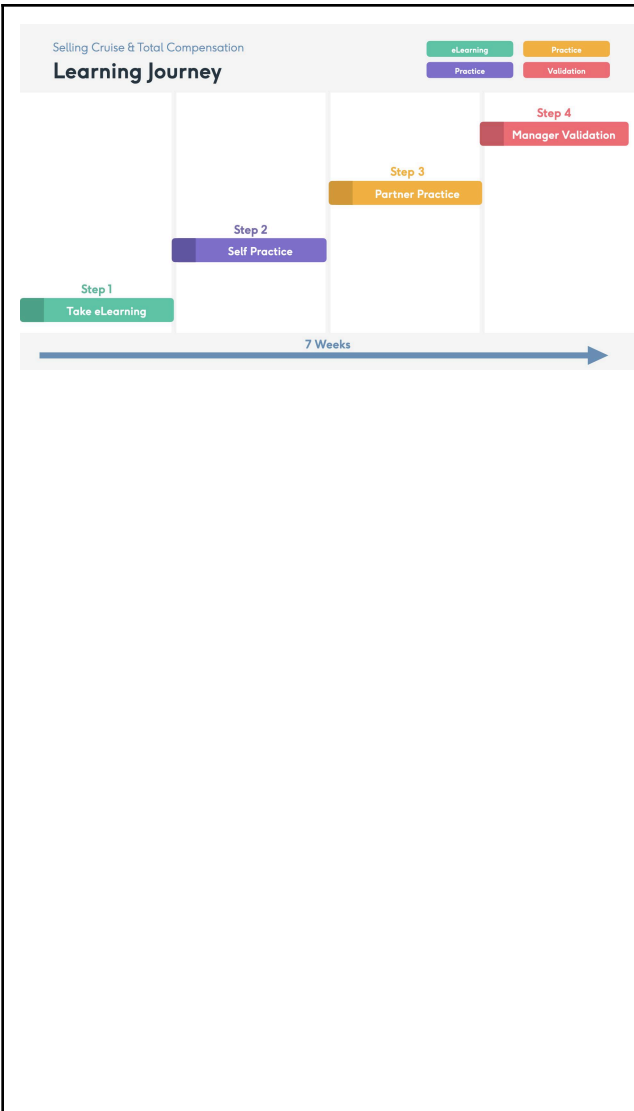 Selling Cruise & Total Compensation
Learning Journey
eLearning
Practice
Practice
Validation
Step 4
Manager Validation
Step 3
Partner Practice
Step 2
Self Practice
Step 1
Take eLearning
7 Weeks